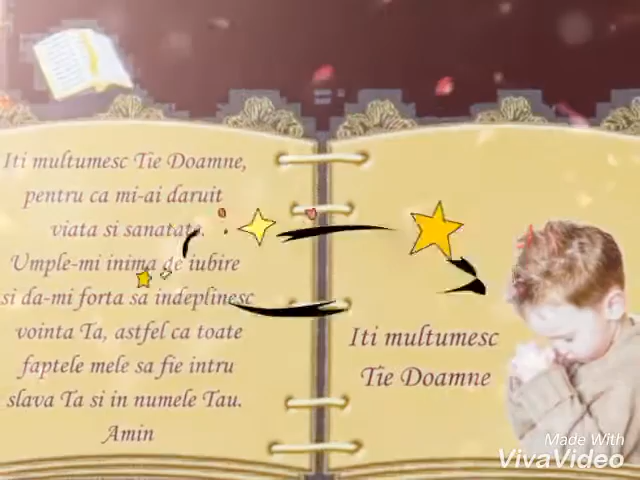 Iti multumesc Tie Doamne,
pentru ca mi-ai daruit
viata si sanatate.
Umple-mi inima de iubire
si da-mi forta sa indeplinesc
vointa Ta, astfel ca toate
faptele mele sa fie intru
slava Ta si in numele Tau.
Amin
Iti multumesc
Tie Doamne
Made With
VivaVideo